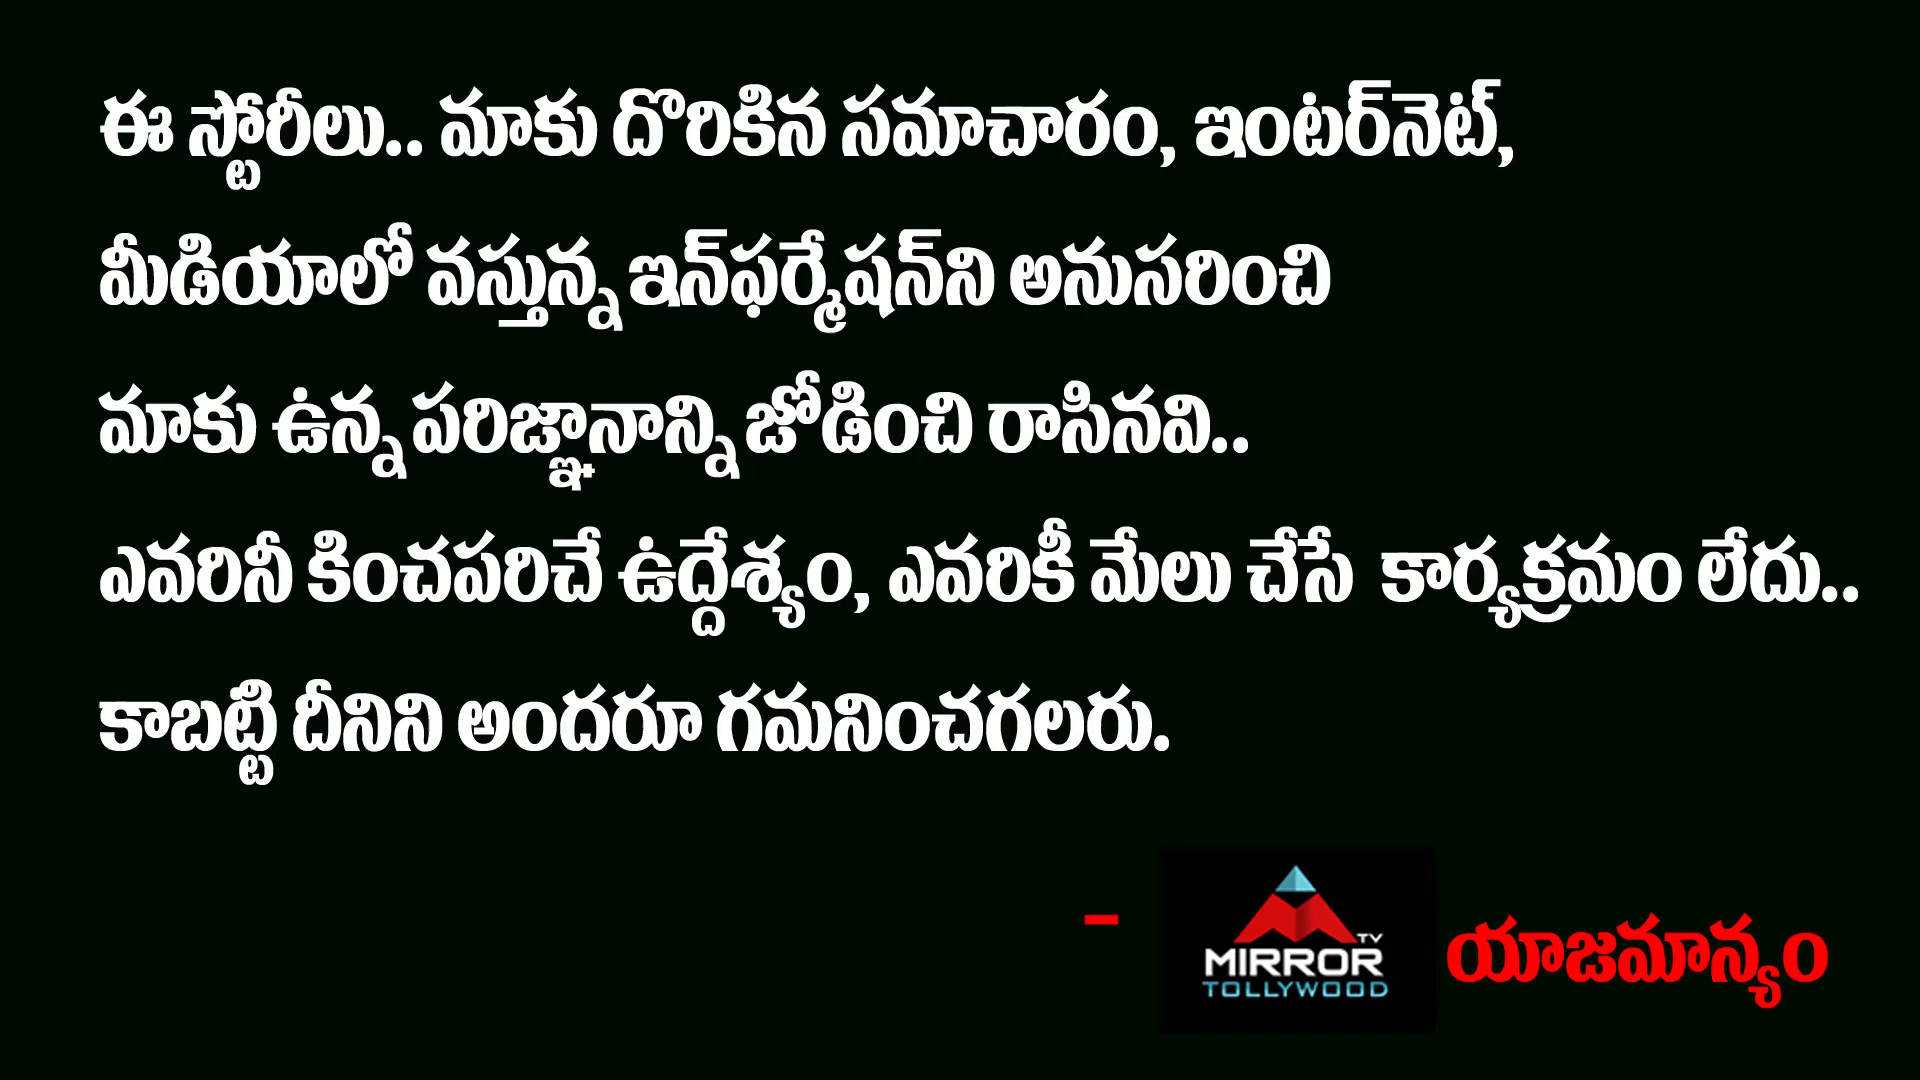 ఈ స్టోరీలు.. మాకు దొరికిన సమాచారం, ఇంటర్‌నెట్,
మీడియాలో వస్తున్న ఇన్‌ఫర్మేషన్‌ని అనుసరించి
మాకు ఉన్న పరిజ్ఞానాన్ని జోడించి రాసినవి..
ఎవరినీ కించపరిచే ఉద్దేశ్యం, ఎవరికీ మేలు చేసే కార్యక్రమం లేదు..
కాబట్టి దీనిని అందరూ గమనించగలరు.
- MIRROR TV TOLLYWOOD యాజమాన్యం